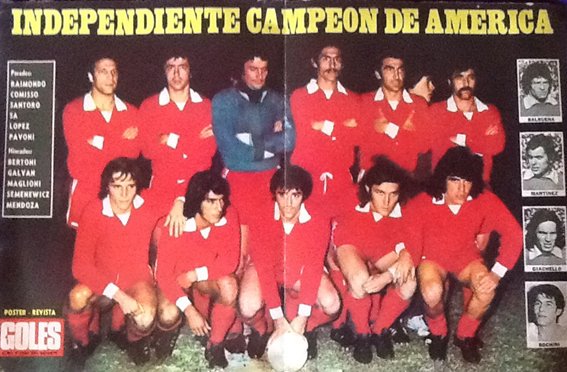 INDEPENDIENTE CAMPEON DE AMERICA
Parados:
RAIMONDO
COMISSO
SANTORO
SA
LOPEZ
PAVONI
Hincados:
BERTONI
GALVAN
MAGLIONI
SEMENEWICZ
MENDOZA
BALBUENA
MARTINEZ
GIACHELLO
BOCHINI
POSTER - REVISTA
GOLES